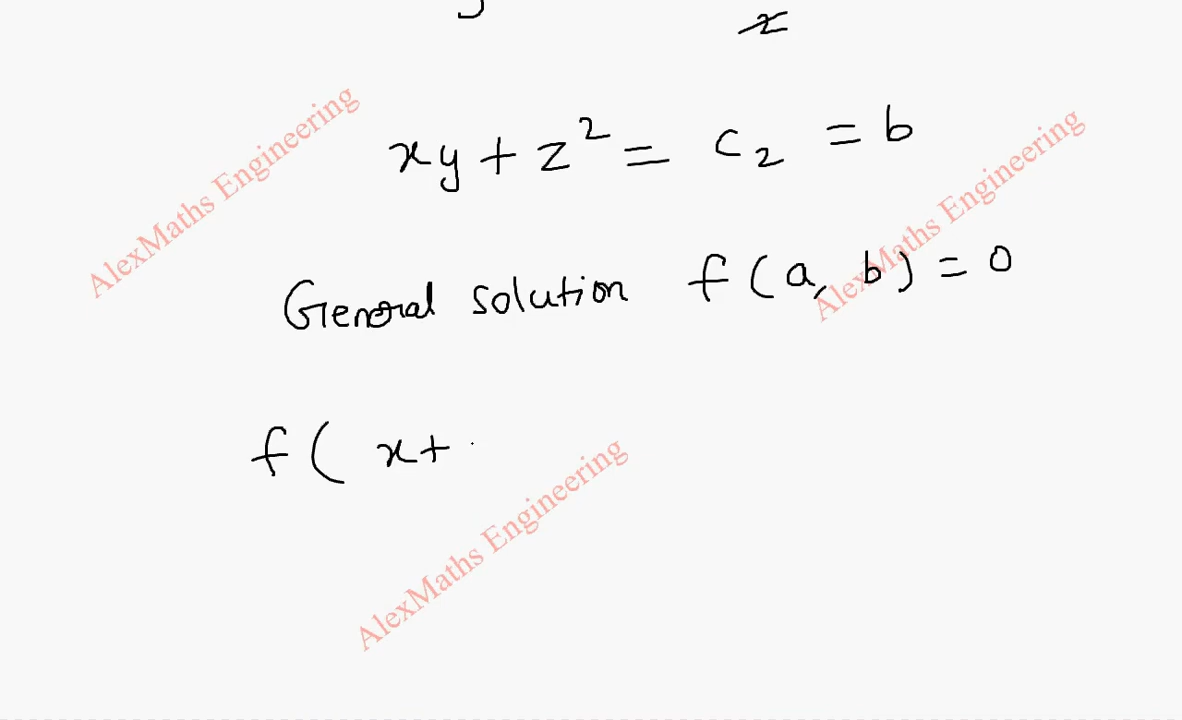 xy + z² = c₂ = b
General solution f(a, b) = 0
f( x+
AlexMaths Engineering
AlexMaths Engineering
AlexMaths Engineering